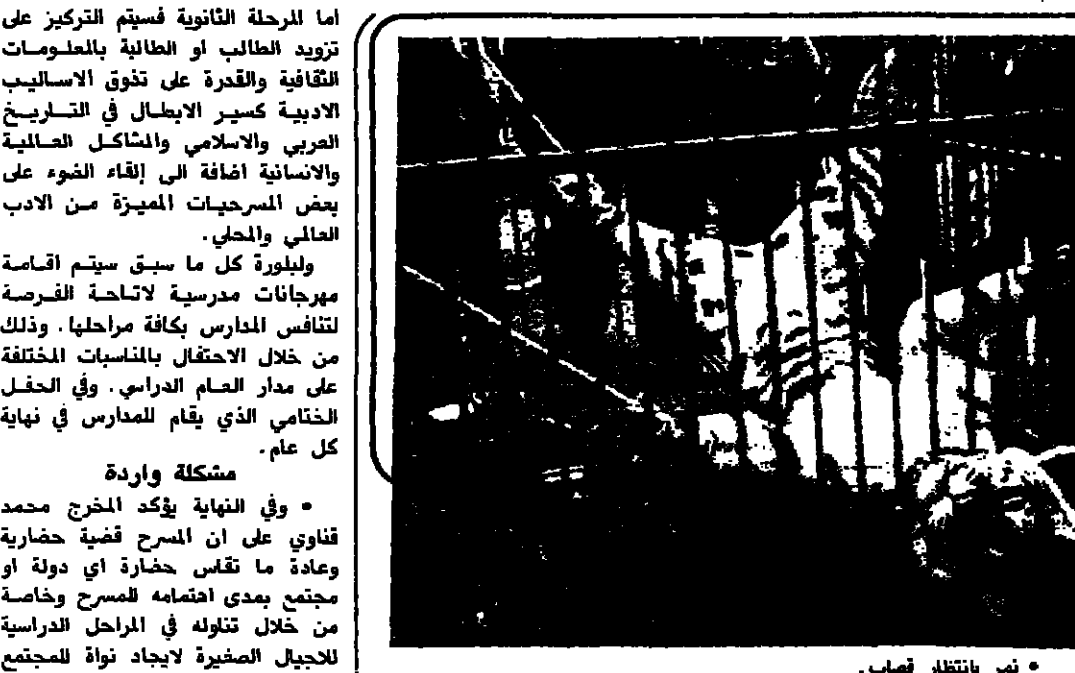 اما المرحلة الثانوية فسيتم التركيز على
تزويد الطالب او الطالبة بالمعلومات
الثقافية والقدرة على تذوق الاساليب
الادبية كسير الابطال في التاريخ
العربي والاسلامي والمشاكل العالمية
والانسانية اضافة الى إلقاء الضوء على
بعض المسرحيات المميزة من الادب
العالمي والمحلي.
ولبلورة كل ما سبق سيتم اقامة
مهرجانات مدرسية لاتاحة الفرصة
لتنافس المدارس بكافة مراحلها. وذلك
من خلال الاحتفال بالمناسبات المختلفة
على مدار العام الدراسي. وفي الحفل
الختامي الذي يقام للمدارس في نهاية
كل عام.
مشكلة واردة
• وفي النهاية يؤكد المخرج محمد
قناوي على ان المسرح قضية حضارية
وعادة ما تقاس حضارة اي دولة او
مجتمع بمدى اهتمامه للمسرح وخاصة
من خلال تناوله في المراحل الدراسية
للاجيال الصغيرة لايجاد نواة للمجتمع
• نمر بانتظار قصاب.